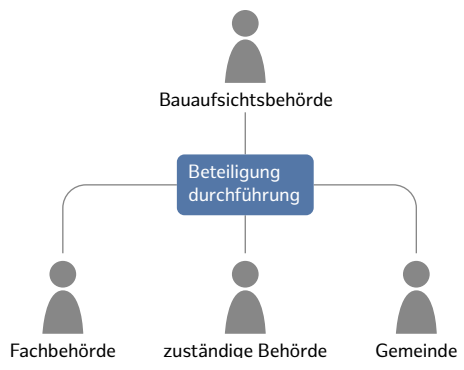 Bauaufsichtsbehörde
Beteiligung
durchführung
Fachbehörde
zuständige Behörde
Gemeinde